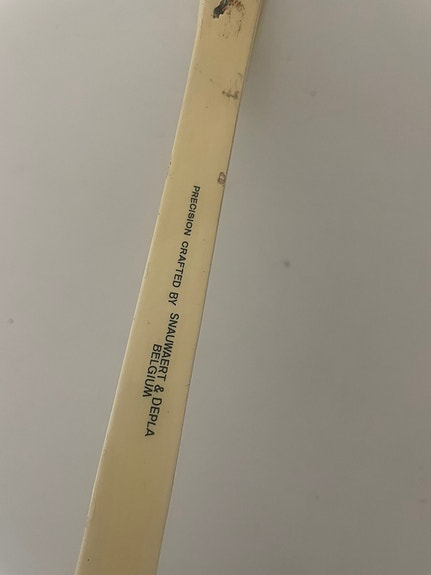 PRECISION CRAFTED BY SNAUWAERT & DEPLA
BELGIUM